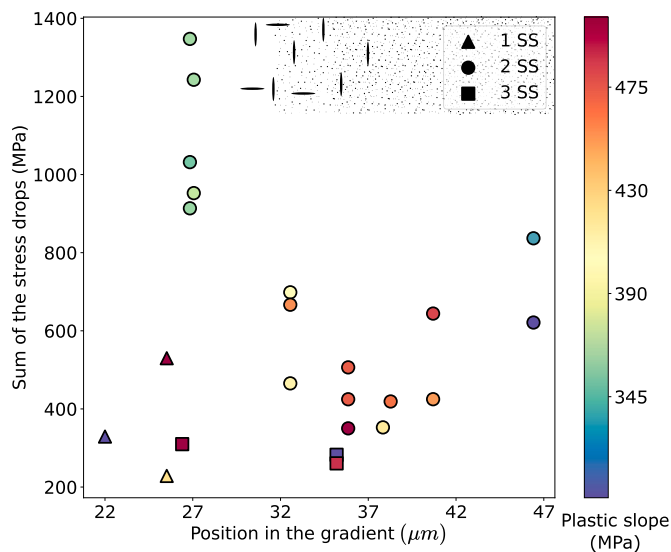 1400
1200
1000
800
600
400
200
Sum of the stress drops (MPa)
22
27
32
37
42
47
Position in the gradient (μm)
1 SS
2 SS
3 SS
475
430
390
345
Plastic slope
(MPa)